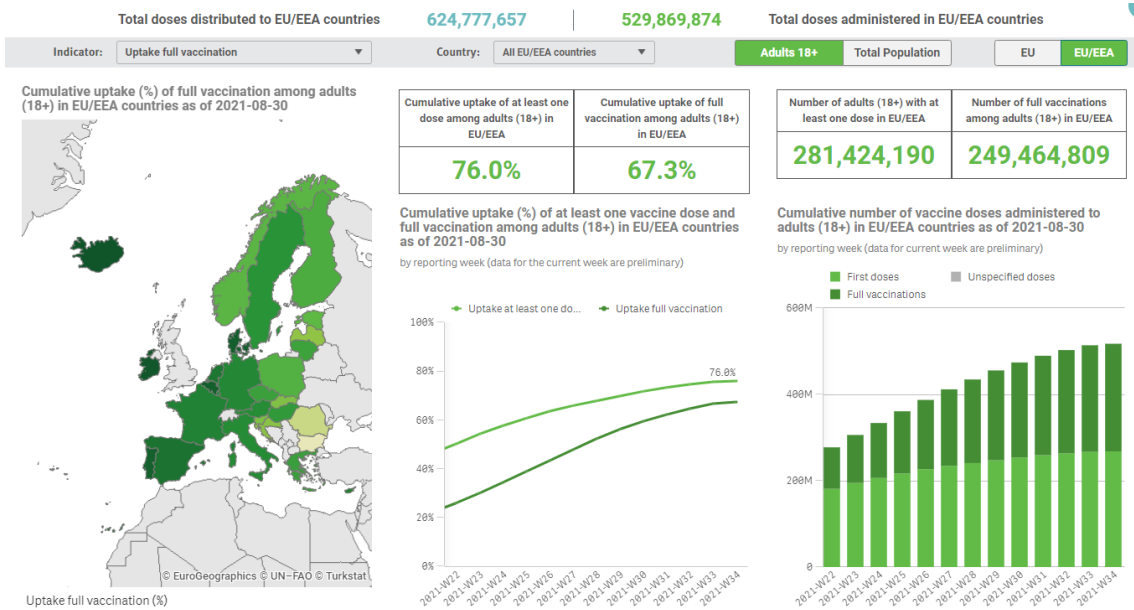 Total doses distributed to EU/EEA countries 624,777,657 529,869,874 Total doses administered in EU/EEA countries
Indicator: Uptake full vaccination Country: All EU/EEA countries Adults 18+ Total Population EU EU/EEA
Cumulative uptake (%) of full vaccination among adults
(18+) in EU/EEA countries as of 2021-08-30
© EuroGeographics © UN-FAO © Turkstat
Uptake full vaccination (%)
Cumulative uptake of at least one
dose among adults (18+) in
EU/EEA
76.0%
Cumulative uptake of full
vaccination among adults (18+)
in EU/EEA
67.3%
Cumulative uptake (%) of at least one vaccine dose and
full vaccination among adults (18+) in EU/EEA countries
as of 2021-08-30
by reporting week (data for the current week are preliminary)
Uptake at least one do... Uptake full vaccination
100%
80%
60%
40%
20%
0%
76.0%
2021-W22
2021-W23
2021-W24
2021-W25
2021-W26
2021-W27
2021-W28
2021-W29
2021-W30
2021-W31
2021-W32
2021-W33
2021-W34
Number of adults (18+) with at
least one dose in EU/EEA
281,424,190
Number of full vaccinations
among adults (18+) in EU/EEA
249,464,809
Cumulative number of vaccine doses administered to
adults (18+) in EU/EEA countries as of 2021-08-30
by reporting week (data for current week are preliminary)
First doses Unspecified doses
Full vaccinations
600M
400M
200M
0
2021-W22
2021-W23
2021-W24
2021-W25
2021-W26
2021-W27
2021-W28
2021-W29
2021-W30
2021-W31
2021-W32
2021-W33
2021-W34